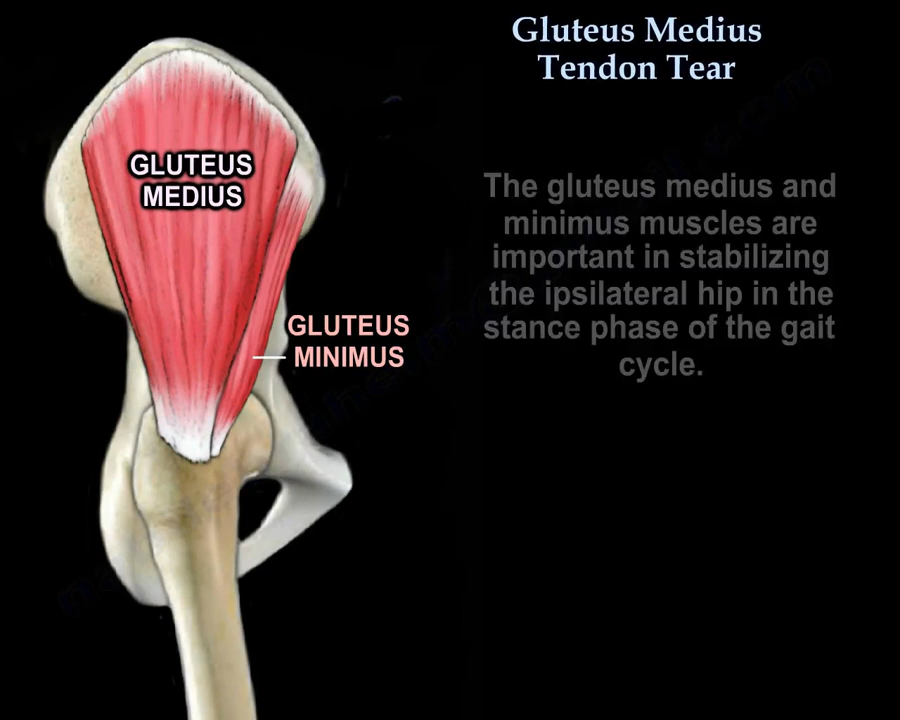 Gluteus Medius
Tendon Tear
GLUTEUS
MEDIUS
The gluteus medius and
minimus muscles are
important in stabilizing
the ipsilateral hip in the
stance phase of the gait
cycle.
GLUTEUS
MINIMUS